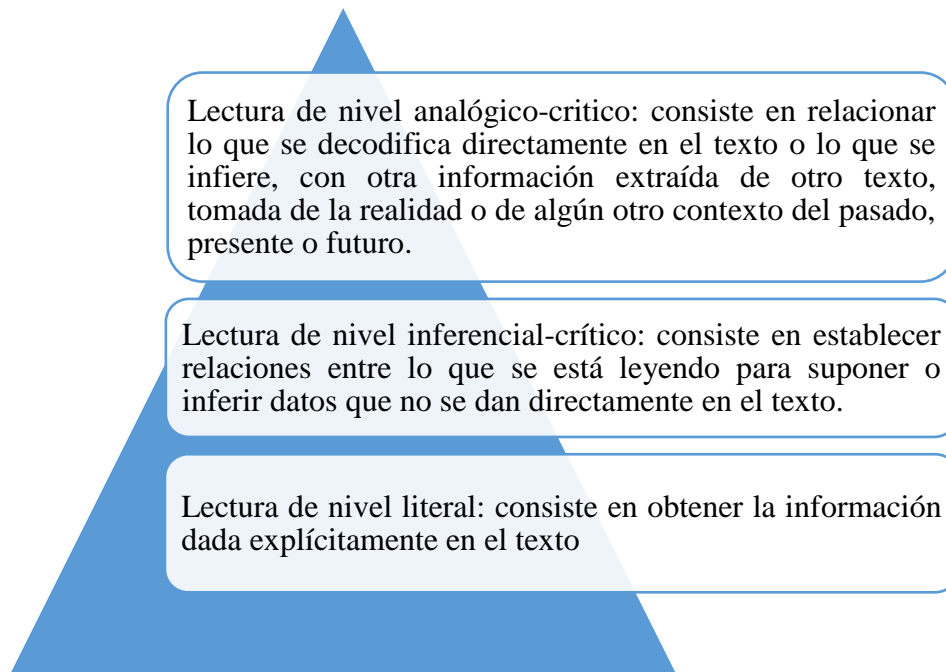 Lectura de nivel analógico-critico: consiste en relacionar
lo que se decodifica directamente en el texto o lo que se
infiere, con otra información extraída de otro texto,
tomada de la realidad o de algún otro contexto del pasado,
presente o futuro.
Lectura de nivel inferencial-crítico: consiste en establecer
relaciones entre lo que se está leyendo para suponer o
inferir datos que no se dan directamente en el texto.
Lectura de nivel literal: consiste en obtener la información
dada explícitamente en el texto